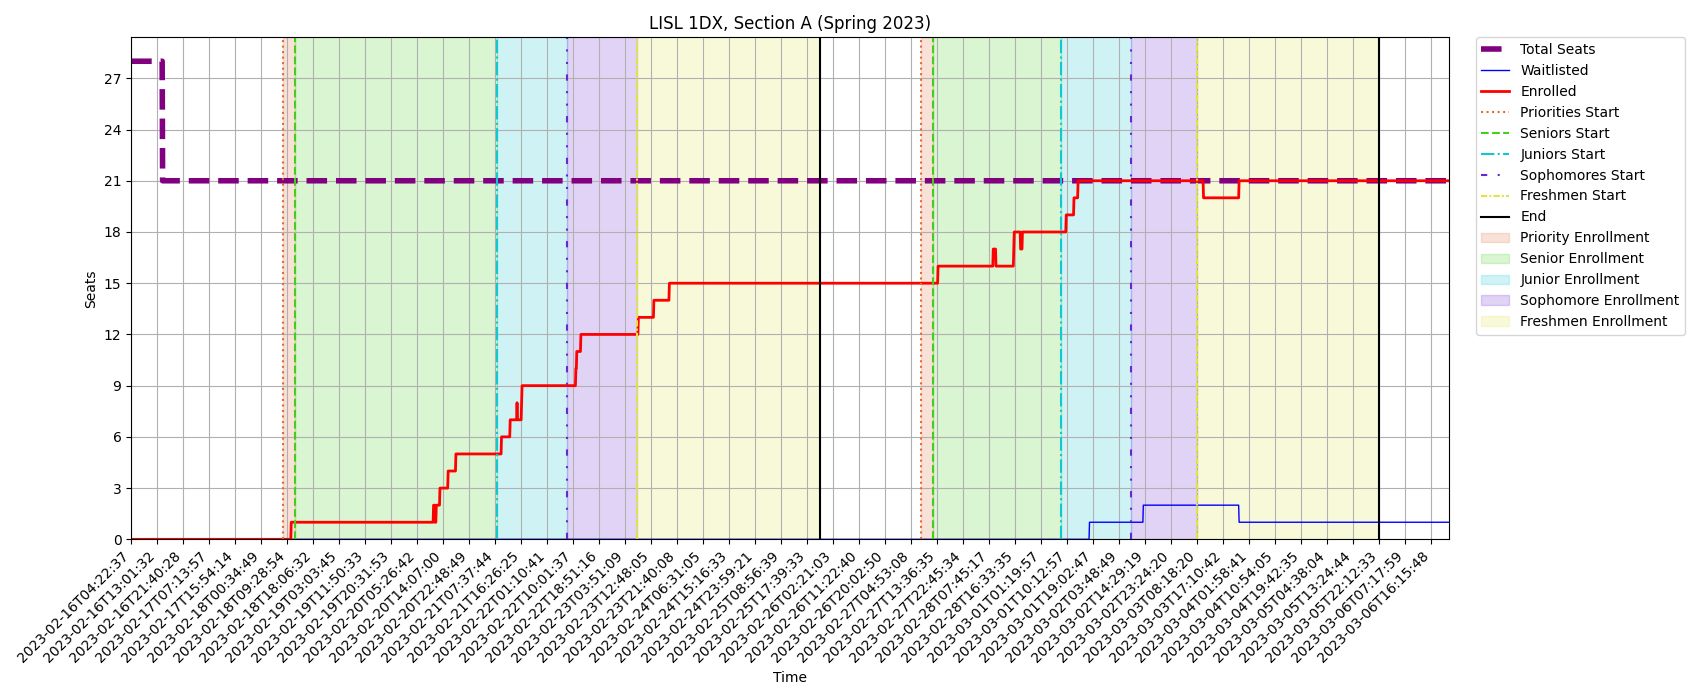 LISL 1DX, Section A (Spring 2023)
Seats
27
24
21
18
15
12
9
6
3
0
2023-02-16T04:22:37
2023-02-16T13:01:32
2023-02-16T21:40:28
2023-02-17T07:13:57
2023-02-17T15:54:14
2023-02-18T00:34:49
2023-02-18T09:28:54
2023-02-18T18:06:32
2023-02-19T03:03:45
2023-02-19T11:50:33
2023-02-19T20:31:53
2023-02-20T05:26:42
2023-02-20T14:07:00
2023-02-20T22:48:49
2023-02-21T07:37:44
2023-02-21T16:26:25
2023-02-22T01:10:41
2023-02-22T10:01:37
2023-02-22T18:51:16
2023-02-23T03:51:09
2023-02-23T12:48:05
2023-02-23T21:40:08
2023-02-24T06:31:05
2023-02-24T15:16:33
2023-02-24T23:59:21
2023-02-25T08:56:39
2023-02-25T17:39:33
2023-02-26T02:21:03
2023-02-26T11:22:40
2023-02-26T20:02:50
2023-02-27T04:53:08
2023-02-27T13:36:35
2023-02-27T22:45:34
2023-02-28T07:45:17
2023-02-28T16:33:35
2023-03-01T01:19:57
2023-03-01T10:12:57
2023-03-01T19:02:47
2023-03-02T03:48:49
2023-03-02T14:29:19
2023-03-02T23:24:20
2023-03-03T08:18:20
2023-03-03T17:10:42
2023-03-04T01:58:41
2023-03-04T10:54:05
2023-03-04T19:42:35
2023-03-05T04:38:04
2023-03-05T13:24:44
2023-03-05T22:12:33
2023-03-06T07:17:59
2023-03-06T16:15:48
Time
Total Seats
Waitlisted
Enrolled
Priorities Start
Seniors Start
Juniors Start
Sophomores Start
Freshmen Start
End
Priority Enrollment
Senior Enrollment
Junior Enrollment
Sophomore Enrollment
Freshmen Enrollment